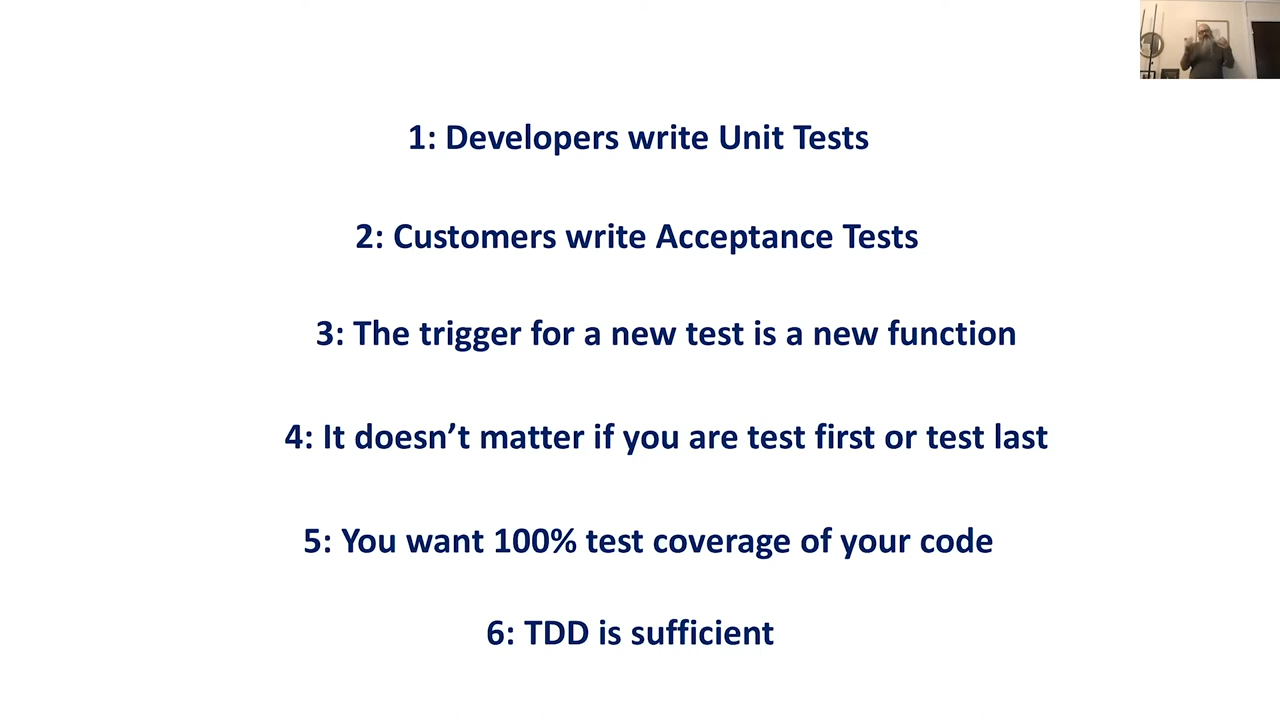 1: Developers write Unit Tests
2: Customers write Acceptance Tests
3: The trigger for a new test is a new function
4: It doesn’t matter if you are test first or test last
5: You want 100% test coverage of your code
6: TDD is sufficient